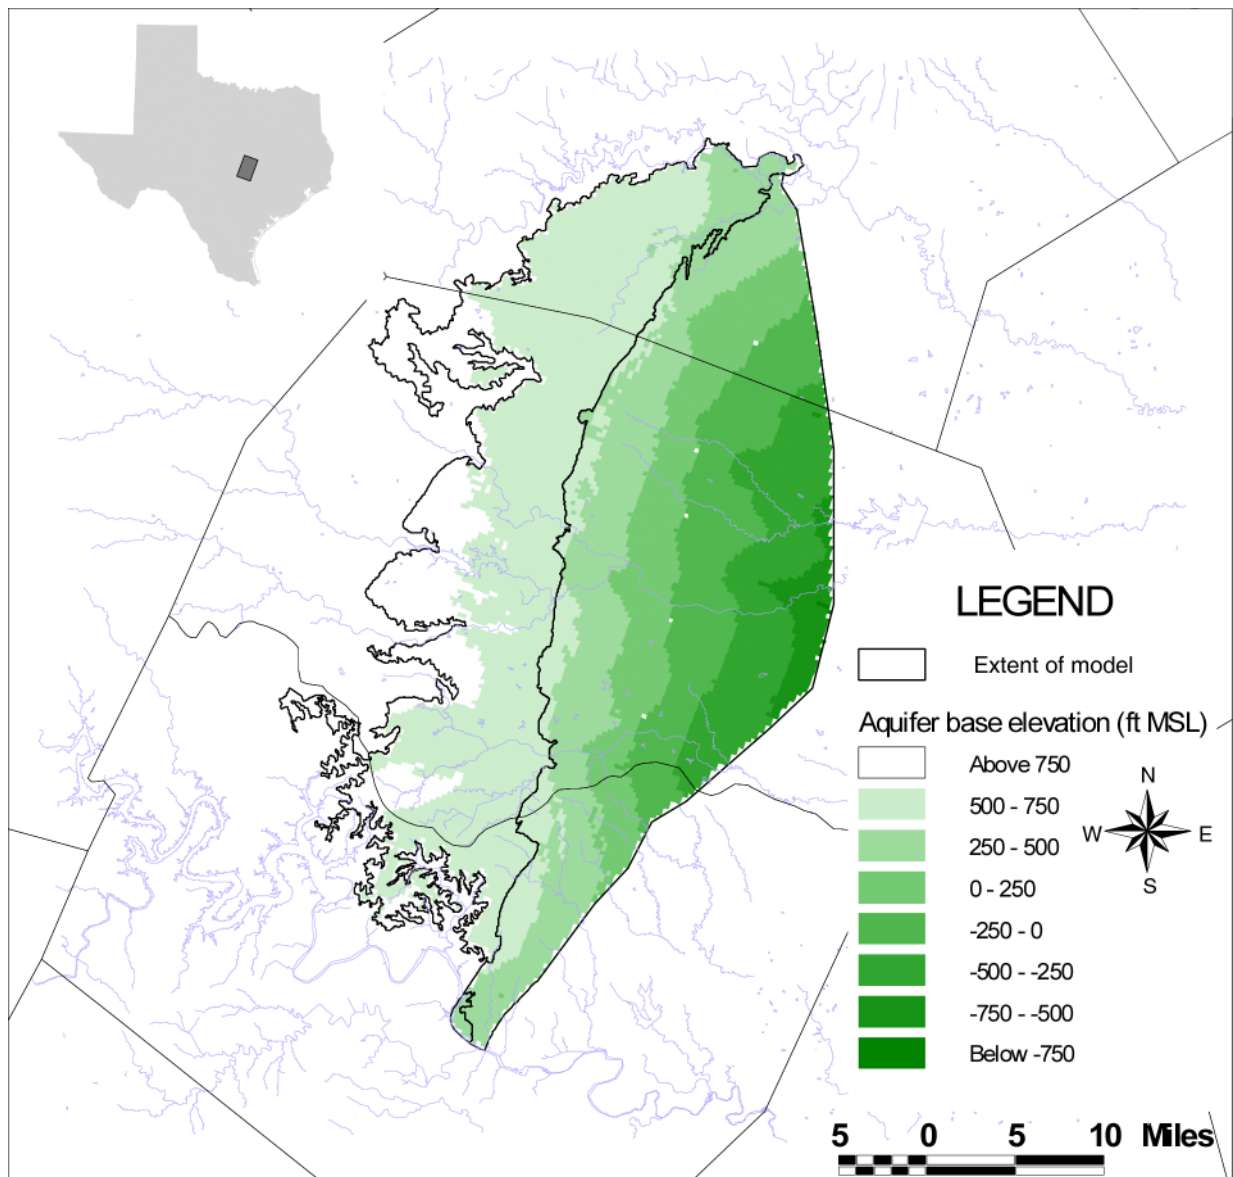 LEGEND
Extent of model
Aquifer base elevation (ft MSL)
Above 750
500 - 750
250 - 500
0 - 250
-250 - 0
-500 - -250
-750 - -500
Below -750
N
W E
S
5 0 5 10 Miles